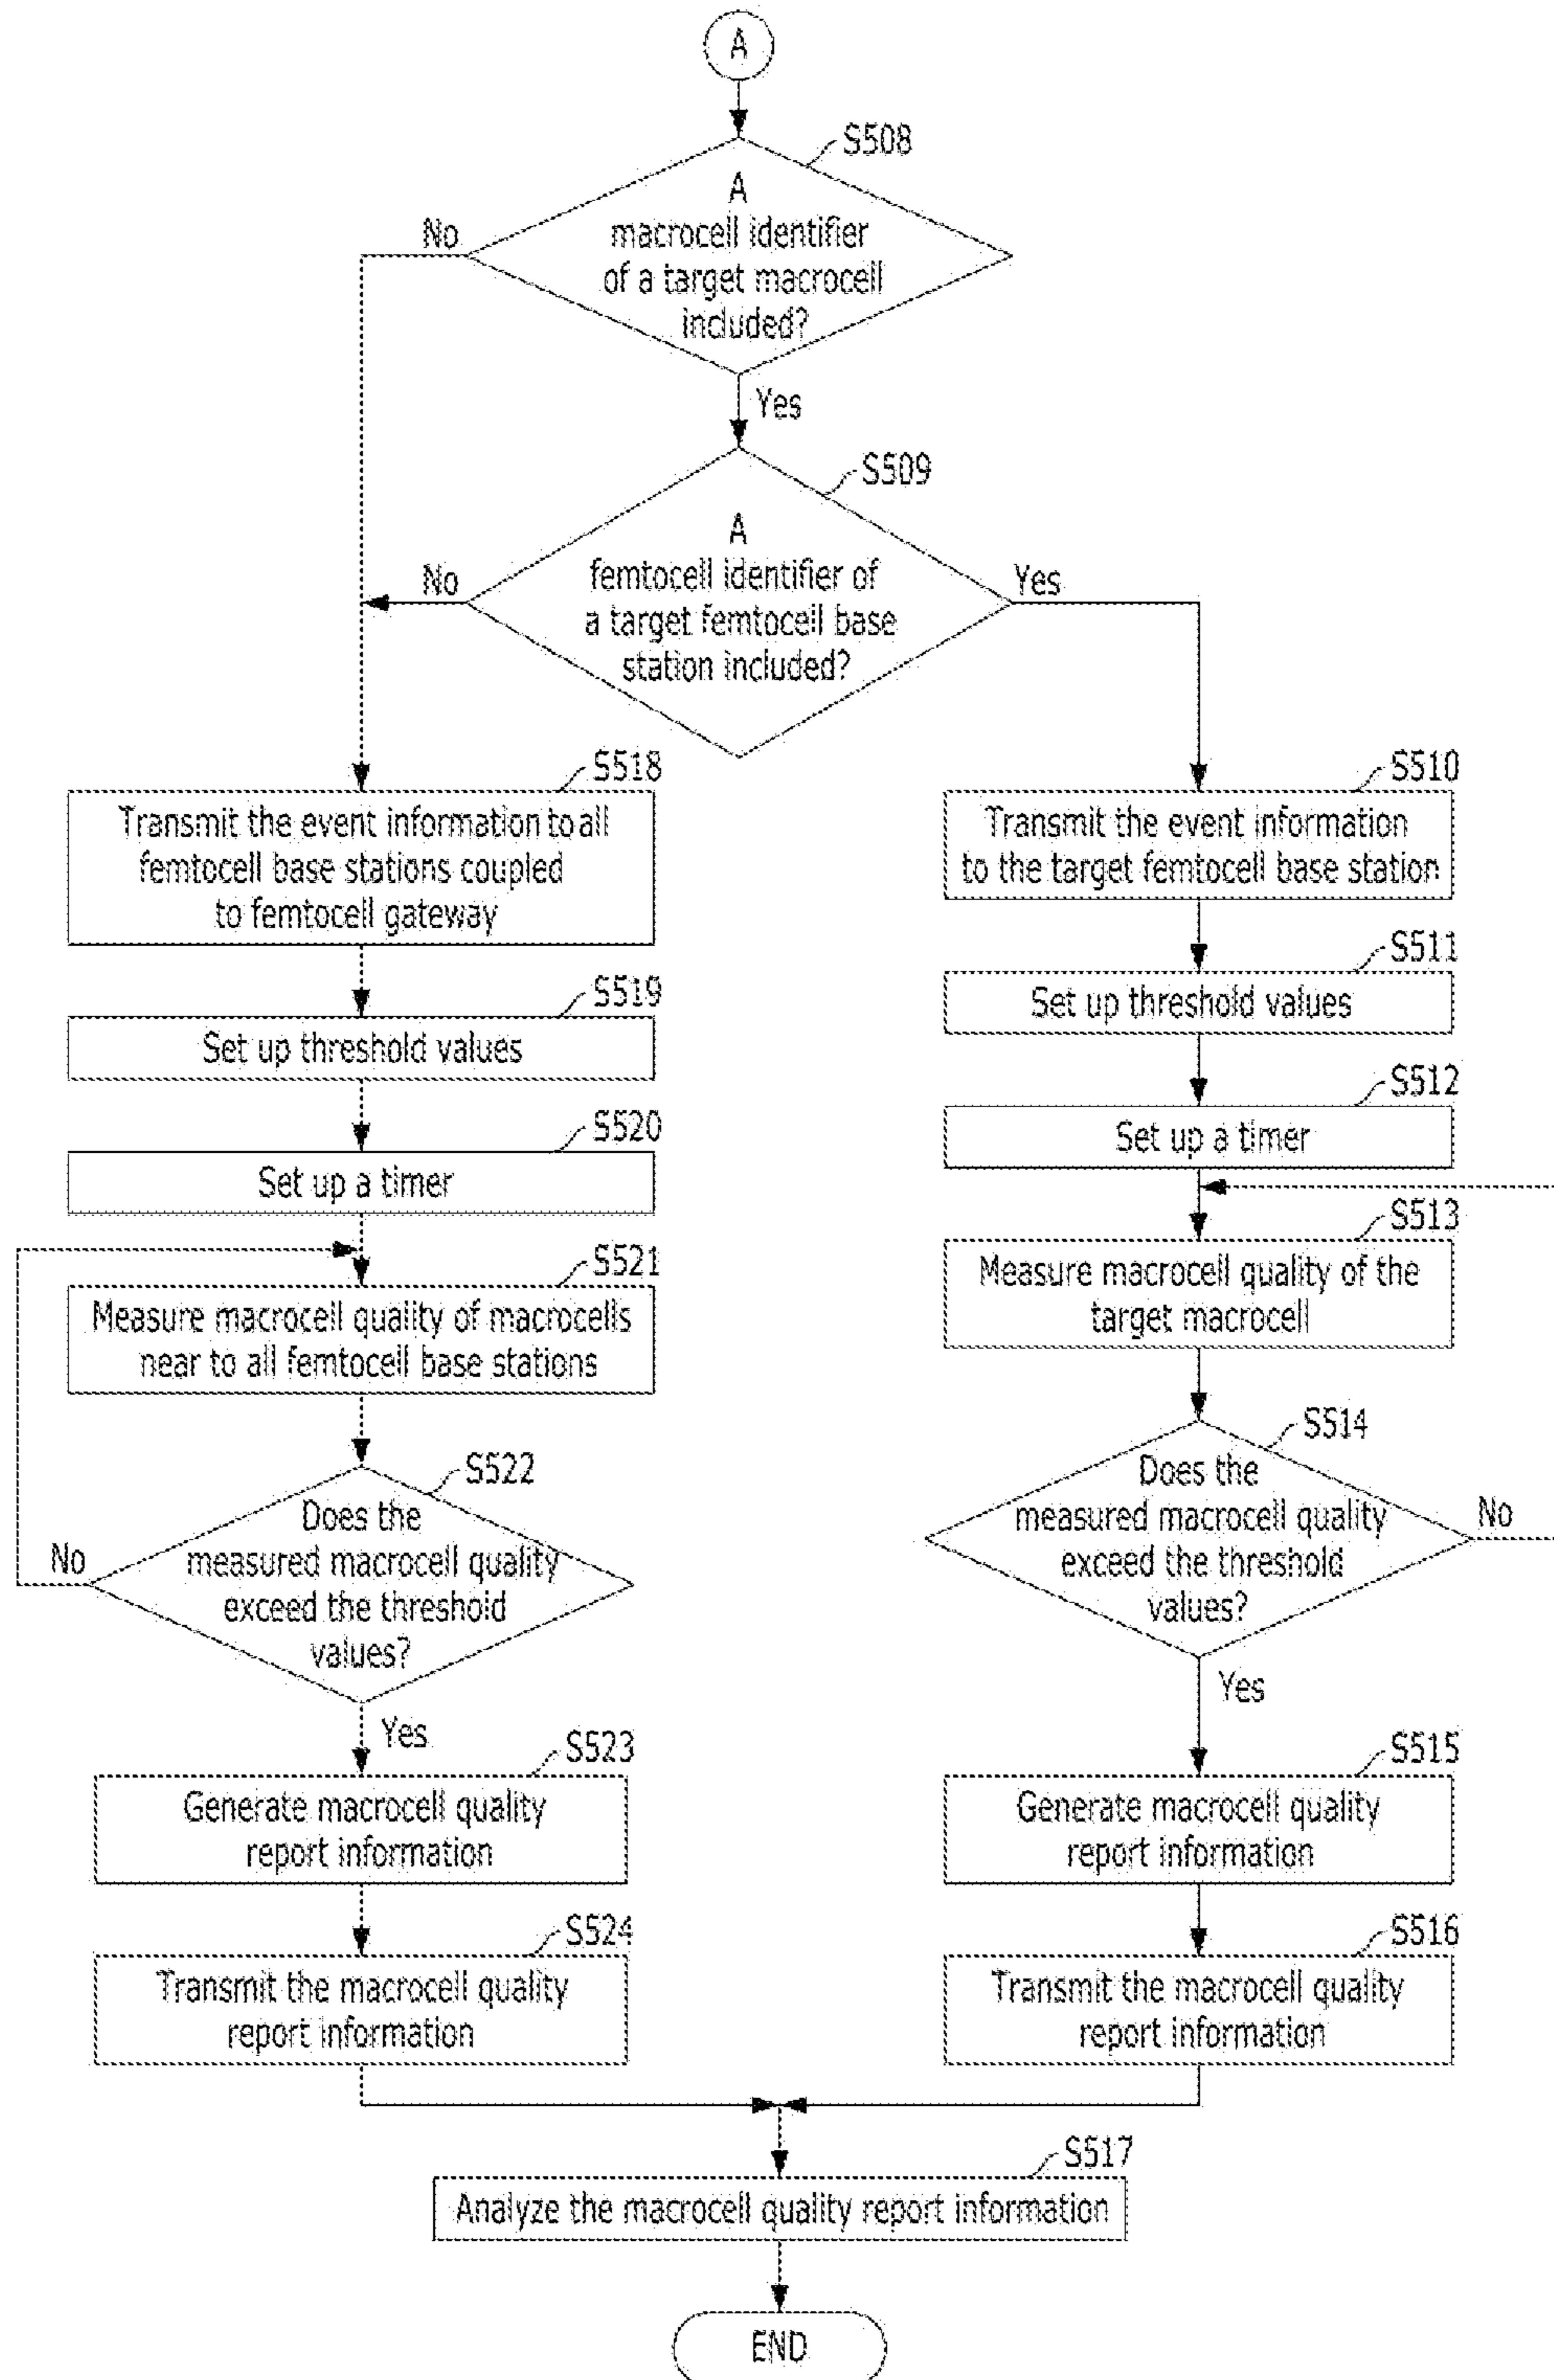 A
S508
A
macrocell identifier
of a target macrocell
included?
No
Yes
S509
A
femtocell identifier of
a target femtocell base
station included?
No
Yes
S518
Transmit the event information to all
femtocell base stations coupled
to femtocell gateway
S510
Transmit the event information
to the target femtocell base station
S519
Set up threshold values
S511
Set up threshold values
S520
Set up a timer
S512
Set up a timer
S521
Measure macrocell quality of macrocells
near to all femtocell base stations
S513
Measure macrocell quality of the
target macrocell
S522
Does the
measured macrocell quality
exceed the threshold
values?
No
Yes
S514
Does the
measured macrocell quality
exceed the threshold
values?
No
Yes
S523
Generate macrocell quality
report information
S515
Generate macrocell quality
report information
S524
Transmit the macrocell quality
report information
S516
Transmit the macrocell quality
report information
S517
Analyze the macrocell quality report information
END